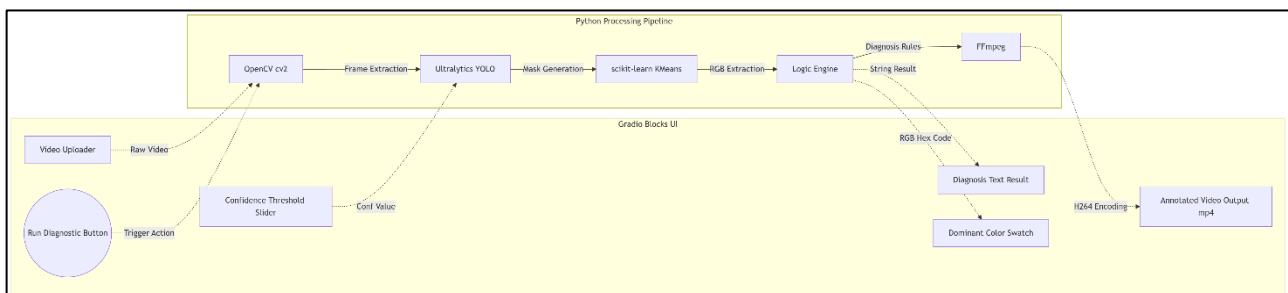 Python Processing Pipeline
OpenCV cv2
Frame Extraction
Ultralytics YOLO
Mask Generation
scikit-learn KMeans
RGB Extraction
Logic Engine
Diagnosis Rules
String Result
FFmpeg
Gradio Blocks UI
Video Uploader
Raw Video
Run Diagnostic Button
Trigger Action
Confidence Threshold
Slider
Conf Value
RGB Hex Code
Diagnosis Text Result
Dominant Color Swatch
H264 Encoding
Annotated Video Output
mp4